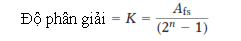 Độ phân giải = K = A_fs / (2^n − 1)